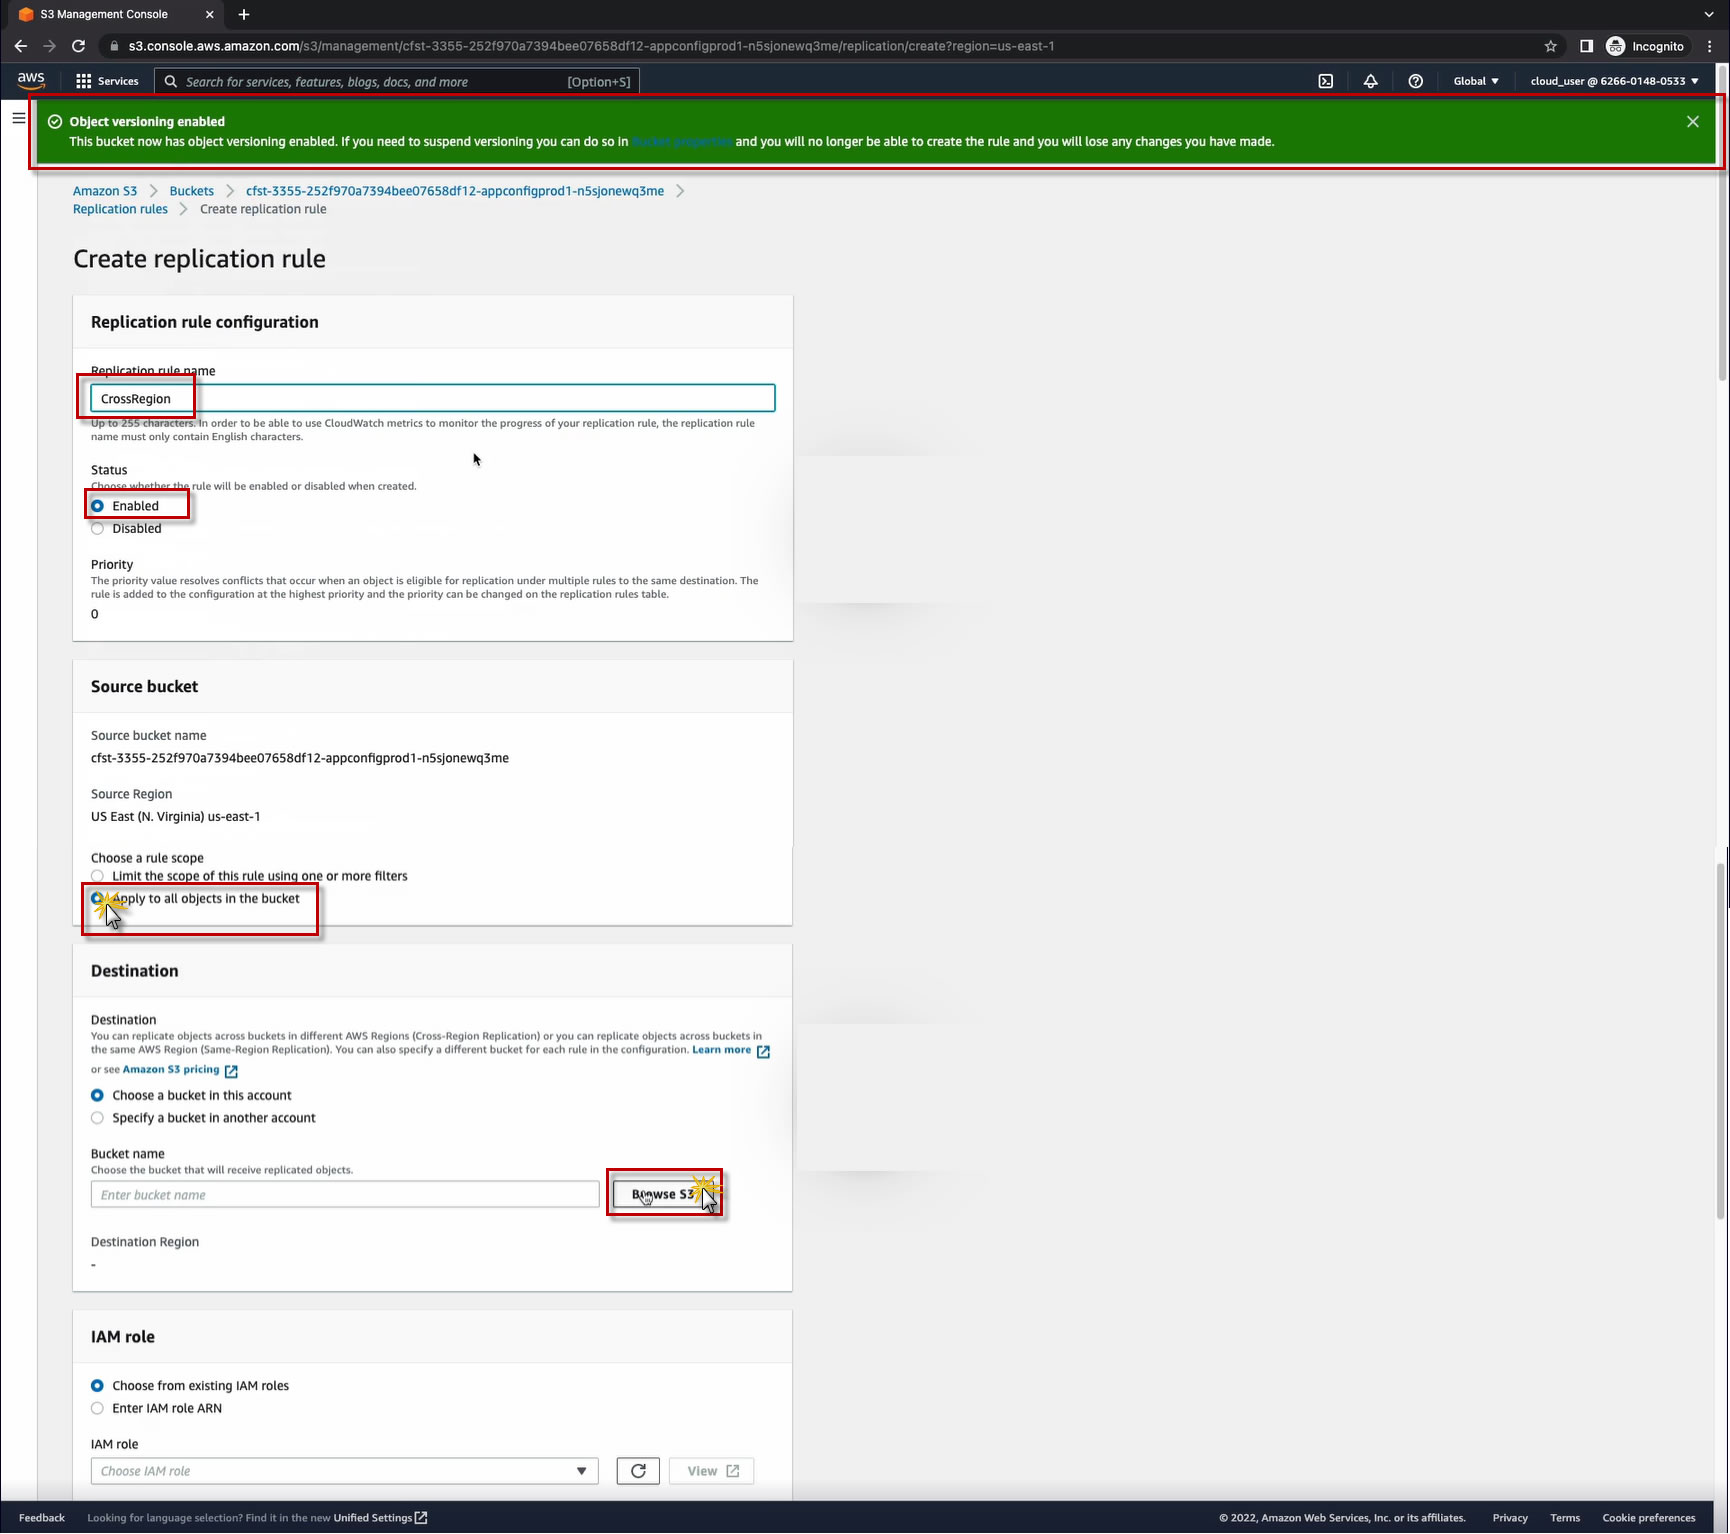 S3 Management Console
s3.console.aws.amazon.com/s3/management/cfst-3355-252f970a7394bee07658df12-appconfigprod1-n5sjonewq3me/replication/create?region=us-east-1
Incognito
aws
Services
Search for services, features, blogs, docs, and more
[Option+S]
Global
cloud_user @ 6266-0148-0533
Object versioning enabled
This bucket now has object versioning enabled. If you need to suspend versioning you can do so in Bucket properties and you will no longer be able to create the rule and you will lose any changes you have made.
Amazon S3 > Buckets > cfst-3355-252f970a7394bee07658df12-appconfigprod1-n5sjonewq3me >
Replication rules > Create replication rule
Create replication rule
Replication rule configuration
Replication rule name
CrossRegion
Up to 255 characters. In order to be able to use CloudWatch metrics to monitor the progress of your replication rule, the replication rule
name must only contain English characters.
Status
Choose whether the rule will be enabled or disabled when created.
Enabled
Disabled
Priority
The priority value resolves conflicts that occur when an object is eligible for replication under multiple rules to the same destination. The
rule is added to the configuration at the highest priority and the priority can be changed on the replication rules table.
0
Source bucket
Source bucket name
cfst-3355-252f970a7394bee07658df12-appconfigprod1-n5sjonewq3me
Source Region
US East (N. Virginia) us-east-1
Choose a rule scope
Limit the scope of this rule using one or more filters
Apply to all objects in the bucket
Destination
Destination
You can replicate objects across buckets in different AWS Regions (Cross-Region Replication) or you can replicate objects across buckets in
the same AWS Region (Same-Region Replication). You can also specify a different bucket for each rule in the configuration. Learn more
or see Amazon S3 pricing
Choose a bucket in this account
Specify a bucket in another account
Bucket name
Choose the bucket that will receive replicated objects.
Enter bucket name
Browse S3
Destination Region
-
IAM role
Choose from existing IAM roles
Enter IAM role ARN
IAM role
Choose IAM role
View
Feedback
Looking for language selection? Find it in the new Unified Settings
© 2022, Amazon Web Services, Inc. or its affiliates.
Privacy
Terms
Cookie preferences